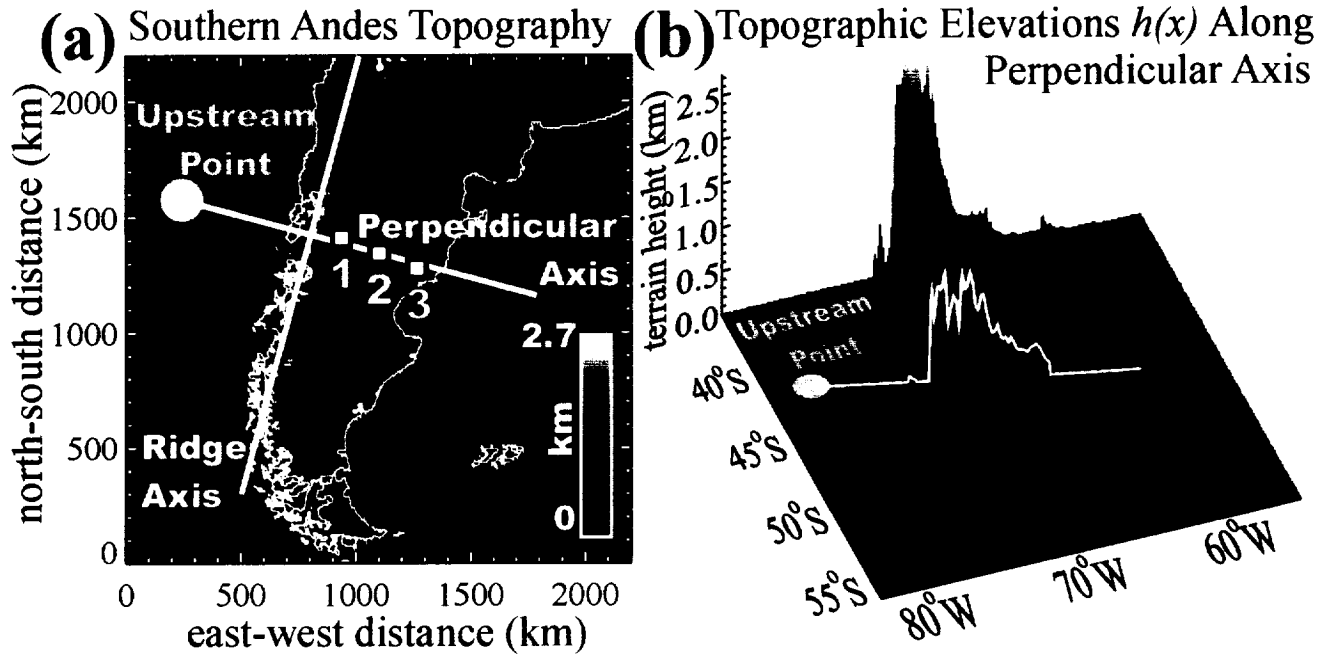 (a) Southern Andes Topography
north-south distance (km)
2000
1500
1000
500
0
Upstream
Point
Perpendicular
Axis
1
2
3
Ridge
Axis
2.7
km
0
0 500 1000 1500 2000
east-west distance (km)
(b) Topographic Elevations h(x) Along
Perpendicular Axis
terrain height (km)
2.5
2.0
1.5
1.0
0.5
0.0
Upstream
Point
40°S
45°S
50°S
55°S
80°W
70°W
60°W